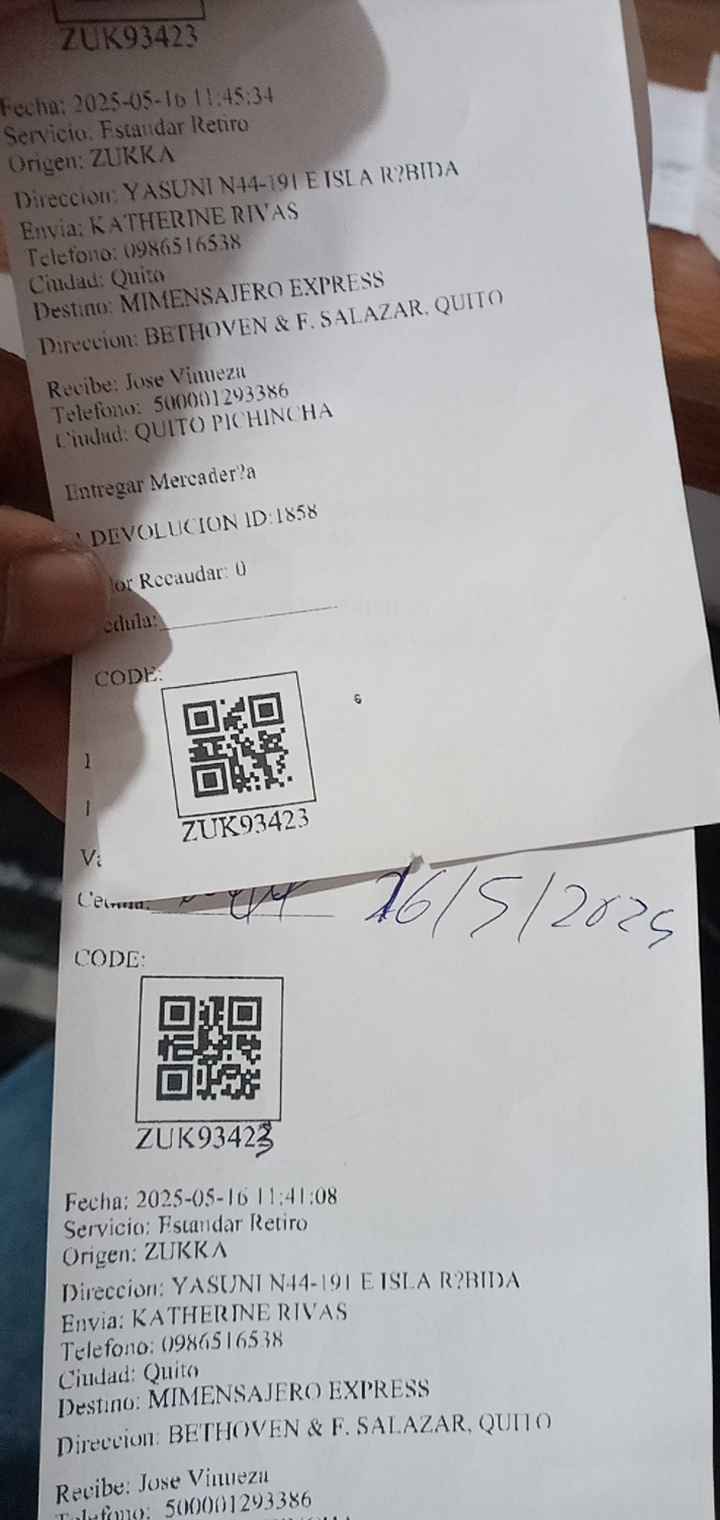 ZUK93423
Fecha: 2025-05-16 11:45:34
Servicio: Estandar Retiro
Origen: ZUKKA
Direccion: YASUNI N44-191 E ISLA R?BIDA
Envia: KATHERINE RIVAS
Telefono: 0986516538
Ciudad: Quito
Destino: MIMENSAJERO EXPRESS
Direccion: BETHOVEN & F. SALAZAR, QUITO
Recibe: Jose Vinueza
Telefono: 500001293386
Ciudad: QUITO PICHINCHA
Entregar Mercader?a
DEVOLUCION ID:1858
or Recaudar: 0
edula:
CODE:
ZUK93423
16/5/2025
CODE:
ZUK93423
Fecha: 2025-05-16 11:41:08
Servicio: Estandar Retiro
Origen: ZUKKA
Direccion: YASUNI N44-191 E ISLA R?BIDA
Envia: KATHERINE RIVAS
Telefono: 0986516538
Ciudad: Quito
Destino: MIMENSAJERO EXPRESS
Direccion: BETHOVEN & F. SALAZAR, QUITO
Recibe: Jose Vinueza
Telefono: 500001293386